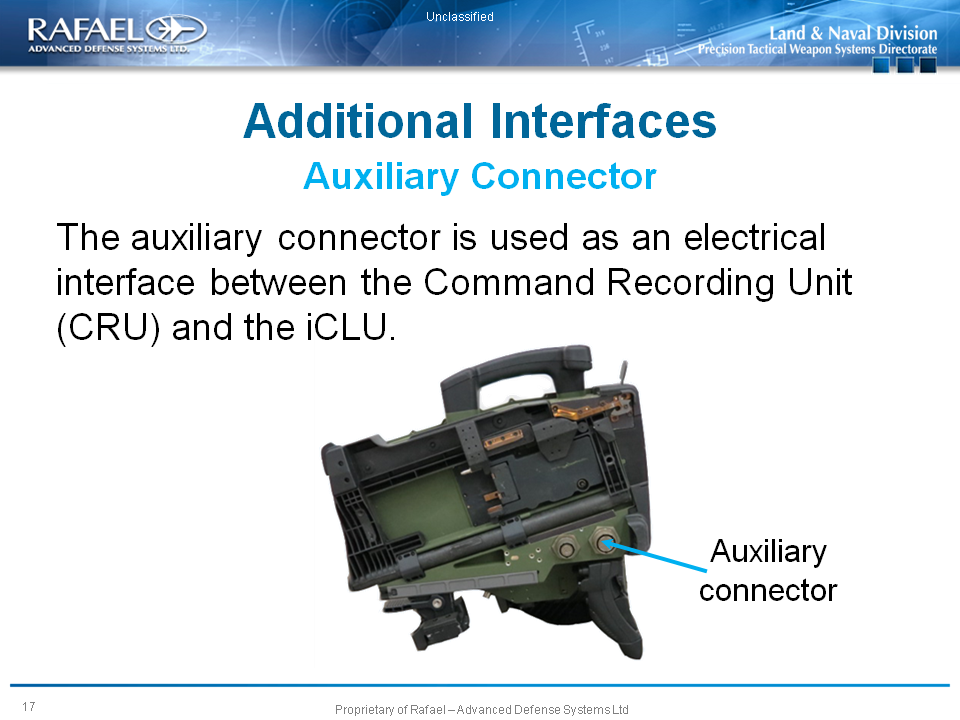 Unclassified
RAFAEL
ADVANCED DEFENSE SYSTEMS LTD.
Land & Naval Division
Precision Tactical Weapon Systems Directorate
Additional Interfaces
Auxiliary Connector
The auxiliary connector is used as an electrical
interface between the Command Recording Unit
(CRU) and the iCLU.
Auxiliary
connector
17
Proprietary of Rafael – Advanced Defense Systems Ltd